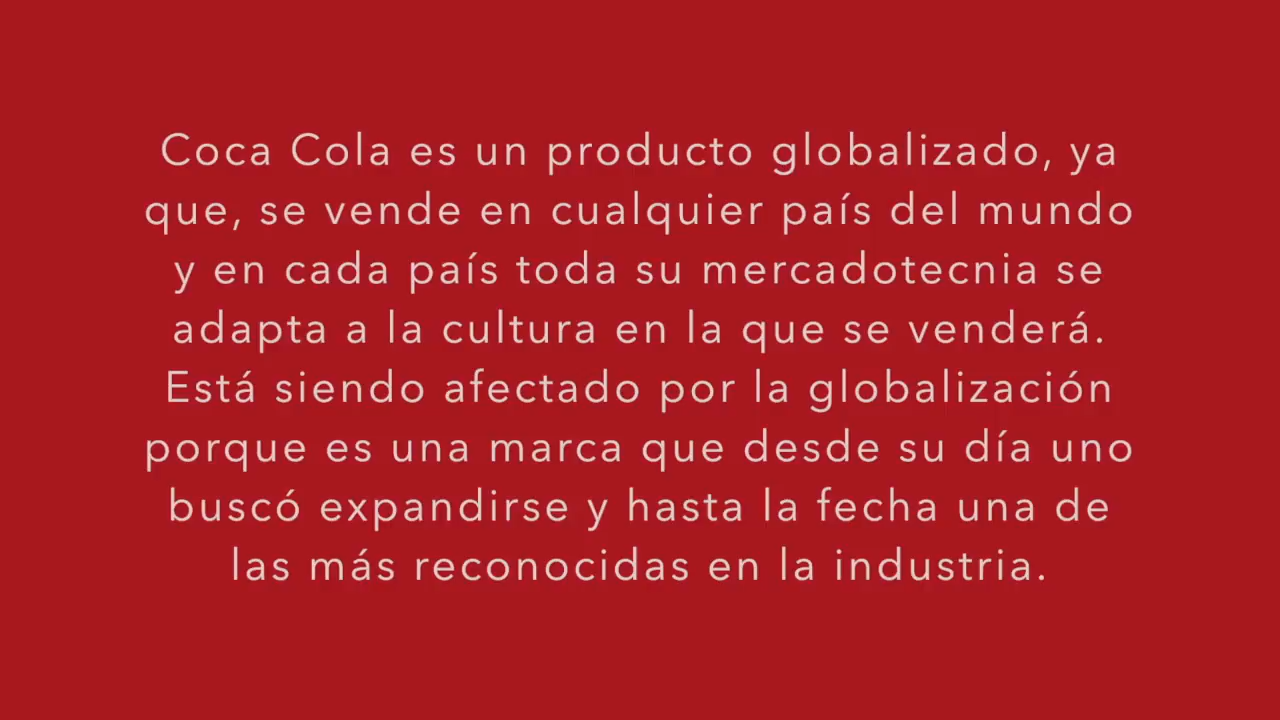 Coca Cola es un producto globalizado, ya
que, se vende en cualquier país del mundo
y en cada país toda su mercadotecnia se
adapta a la cultura en la que se venderá.
Está siendo afectado por la globalización
porque es una marca que desde su día uno
buscó expandirse y hasta la fecha una de
las más reconocidas en la industria.